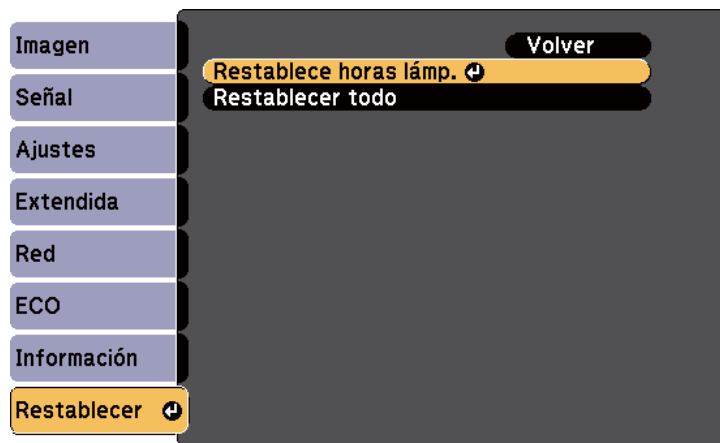 Imagen
Señal
Ajustes
Extendida
Red
ECO
Información
Restablecer
Volver
Restablece horas lámp.
Restablecer todo